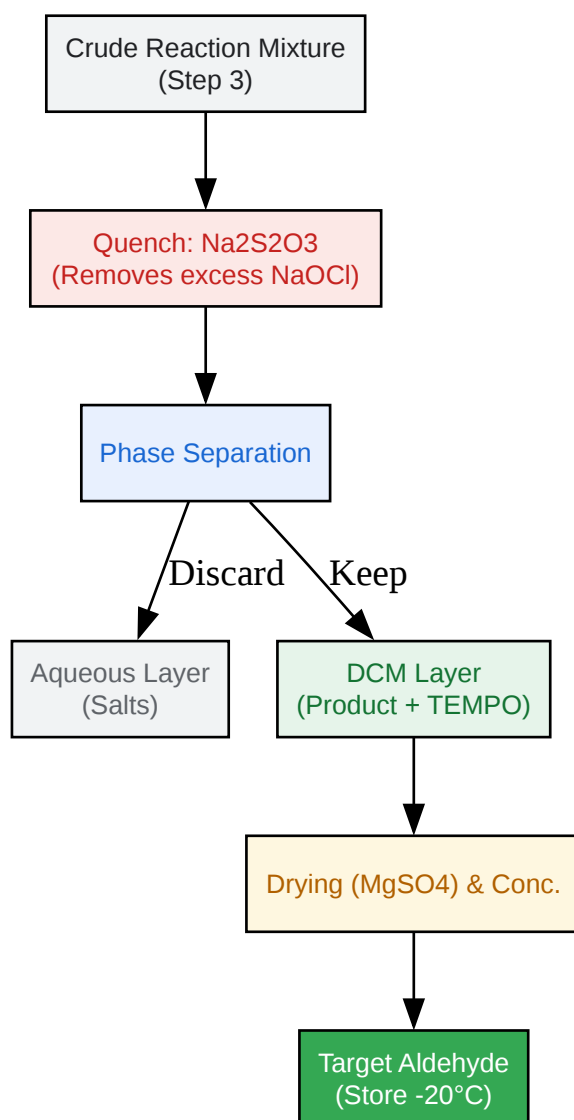 Crude Reaction Mixture
(Step 3)
Quench: Na2S2O3
(Removes excess NaOCl)
Phase Separation
Discard
Keep
Aqueous Layer
(Salts)
DCM Layer
(Product + TEMPO)
Drying (MgSO4) & Conc.
Target Aldehyde
(Store -20°C)